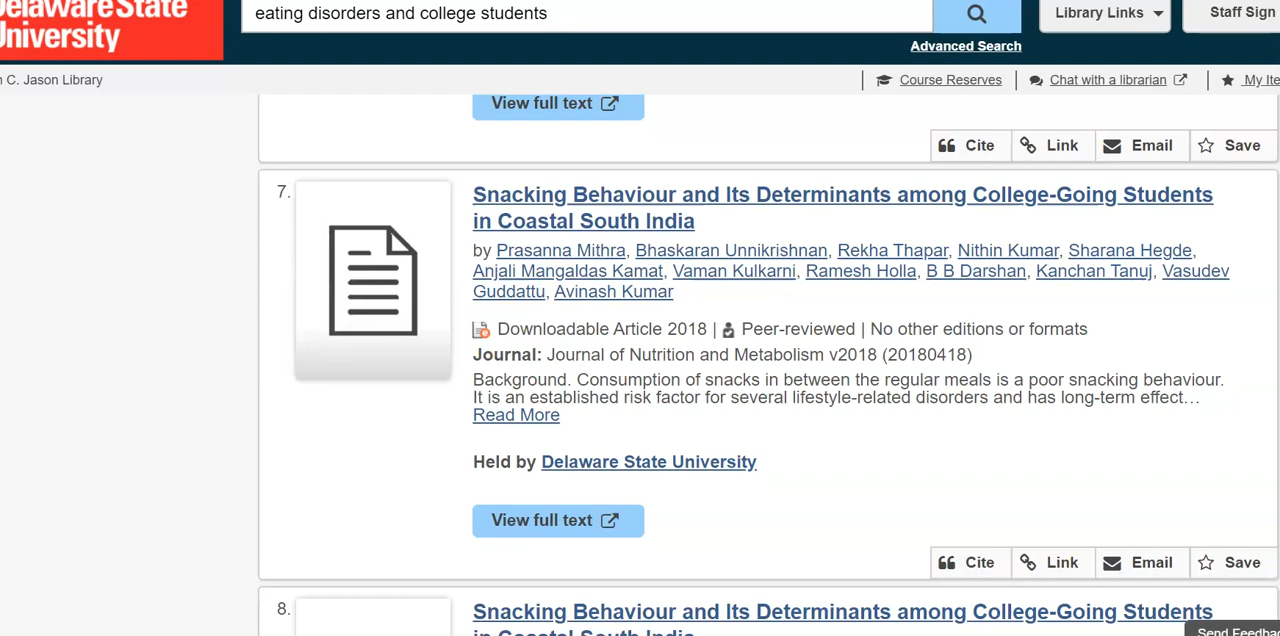 Delaware State
University
eating disorders and college students
Library Links
Staff Sign
Advanced Search
C. Jason Library
Course Reserves
Chat with a librarian
My Ite
View full text
Cite
Link
Email
Save
7.
Snacking Behaviour and Its Determinants among College-Going Students
in Coastal South India
by Prasanna Mithra, Bhaskaran Unnikrishnan, Rekha Thapar, Nithin Kumar, Sharana Hegde,
Anjali Mangaldas Kamat, Vaman Kulkarni, Ramesh Holla, B B Darshan, Kanchan Tanuj, Vasudev
Guddattu, Avinash Kumar
Downloadable Article 2018 | Peer-reviewed | No other editions or formats
Journal: Journal of Nutrition and Metabolism v2018 (20180418)
Background. Consumption of snacks in between the regular meals is a poor snacking behaviour.
It is an established risk factor for several lifestyle-related disorders and has long-term effect…
Read More
Held by Delaware State University
View full text
Cite
Link
Email
Save
8.
Snacking Behaviour and Its Determinants among College-Going Students
in Coastal South India
Send Feedba